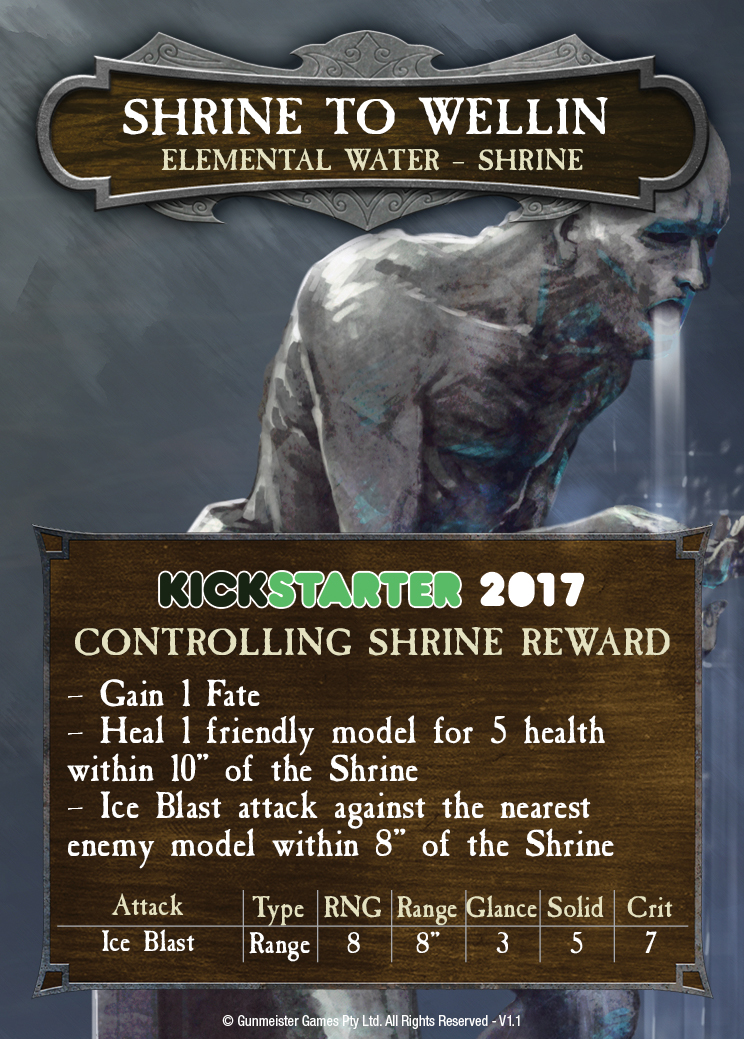 SHRINE TO WELLIN
ELEMENTAL WATER – SHRINE
KICKSTARTER 2017
CONTROLLING SHRINE REWARD
– Gain 1 Fate
– Heal 1 friendly model for 5 health
within 10" of the Shrine
– Ice Blast attack against the nearest
enemy model within 8" of the Shrine
Attack Type RNG Range Glance Solid Crit
Ice Blast Range 8 8" 3 5 7
© Gunmeister Games Pty Ltd. All Rights Reserved - V1.1